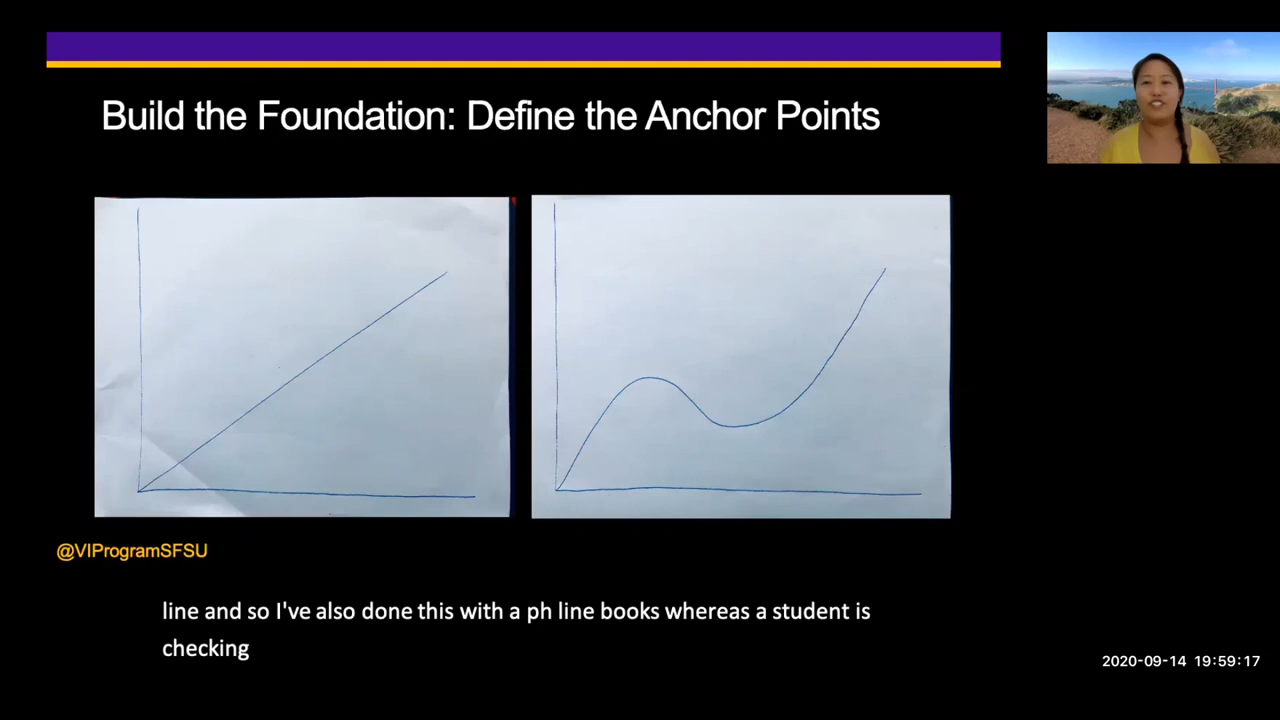 Build the Foundation: Define the Anchor Points
@VIProgramSFSU
line and so I've also done this with a ph line books whereas a student is
checking
2020-09-14 19:59:17